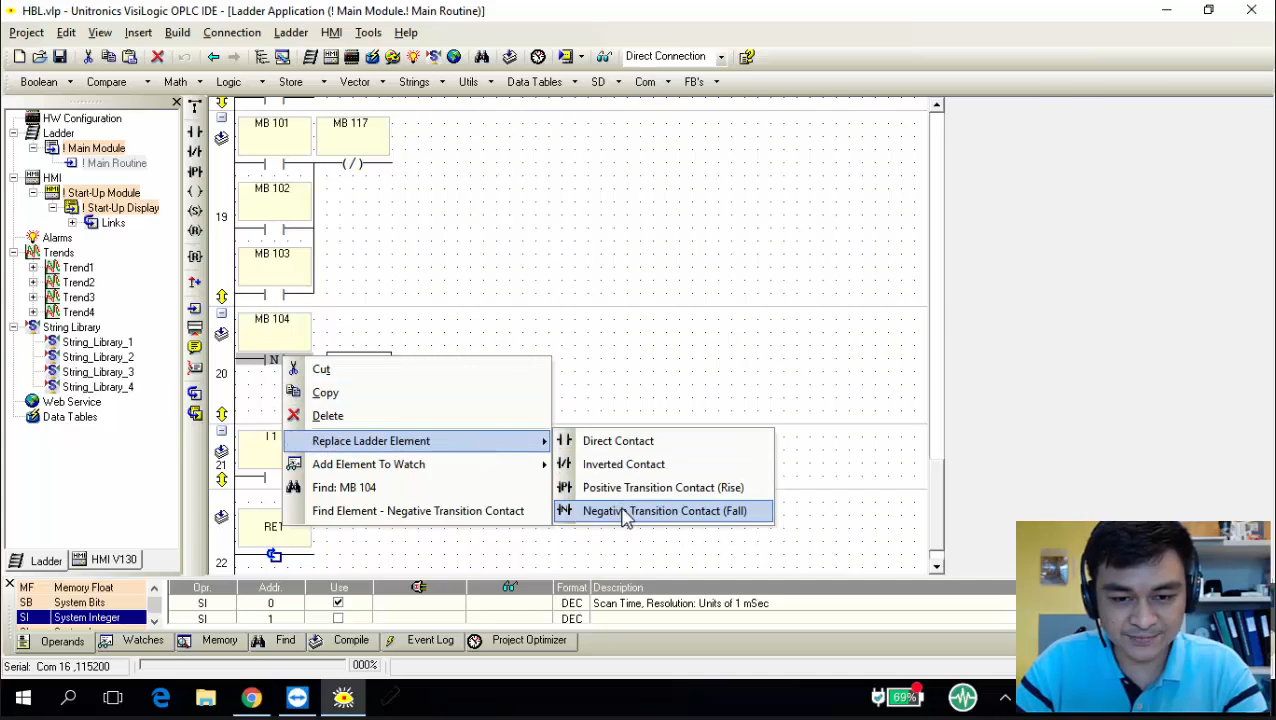 HBL.vlp - Unitronics VisiLogic OPLC IDE - [Ladder Application (! Main Module.! Main Routine)]
Project Edit View Insert Build Connection Ladder HMI Tools Help
Direct Connection
Boolean Compare Math Logic Store Vector Strings Utils Data Tables SD Com FB's
HW Configuration
Ladder
! Main Module
! Main Routine
HMI
! Start-Up Module
! Start-Up Display
Links
Alarms
Trends
Trend1
Trend2
Trend3
Trend4
String Library
String_Library_1
String_Library_2
String_Library_3
String_Library_4
Web Service
Data Tables
Ladder HMI V130
MB 101 MB 117
MB 102
19
MB 103
MB 104
N
20
I 1
21
RET
22
Cut
Copy
Delete
Replace Ladder Element
Add Element To Watch
Find: MB 104
Find Element - Negative Transition Contact
Direct Contact
Inverted Contact
Positive Transition Contact (Rise)
Negative Transition Contact (Fall)
MF Memory Float
SB System Bits
SI System Integer
Opr. Addr. Use Format Description
SI 0 DEC Scan Time, Resolution: Units of 1 mSec
SI 1 DEC
Operands Watches Memory Find Compile Event Log Project Optimizer
Serial: Com 16 ,115200 000%
69%